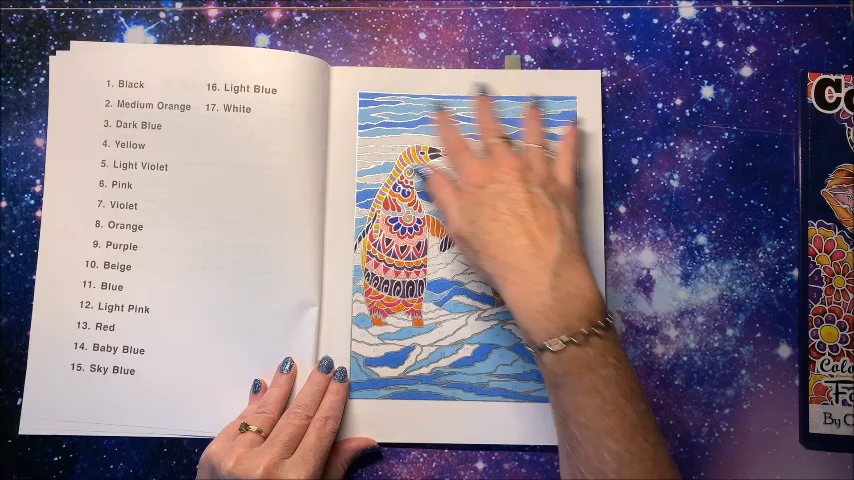 1. Black
2. Medium Orange
3. Dark Blue
4. Yellow
5. Light Violet
6. Pink
7. Violet
8. Orange
9. Purple
10. Beige
11. Blue
12. Light Pink
13. Red
14. Baby Blue
15. Sky Blue
16. Light Blue
17. White
By